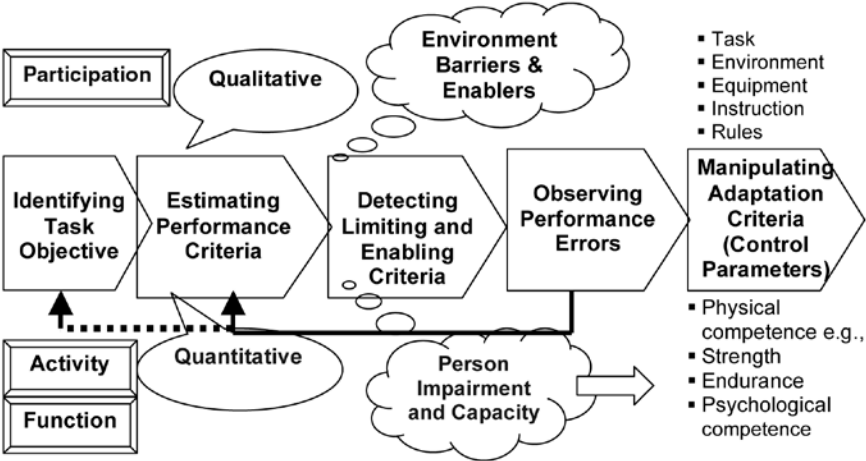 Participation
Qualitative
Environment
Barriers &
Enablers
▪ Task
▪ Environment
▪ Equipment
▪ Instruction
▪ Rules
Identifying
Task
Objective
Estimating
Performance
Criteria
Detecting
Limiting and
Enabling
Criteria
Observing
Performance
Errors
Manipulating
Adaptation
Criteria
(Control
Parameters)
Activity
Function
Quantitative
Person
Impairment
and Capacity
▪ Physical
competence e.g.,
▪ Strength
▪ Endurance
▪ Psychological
competence